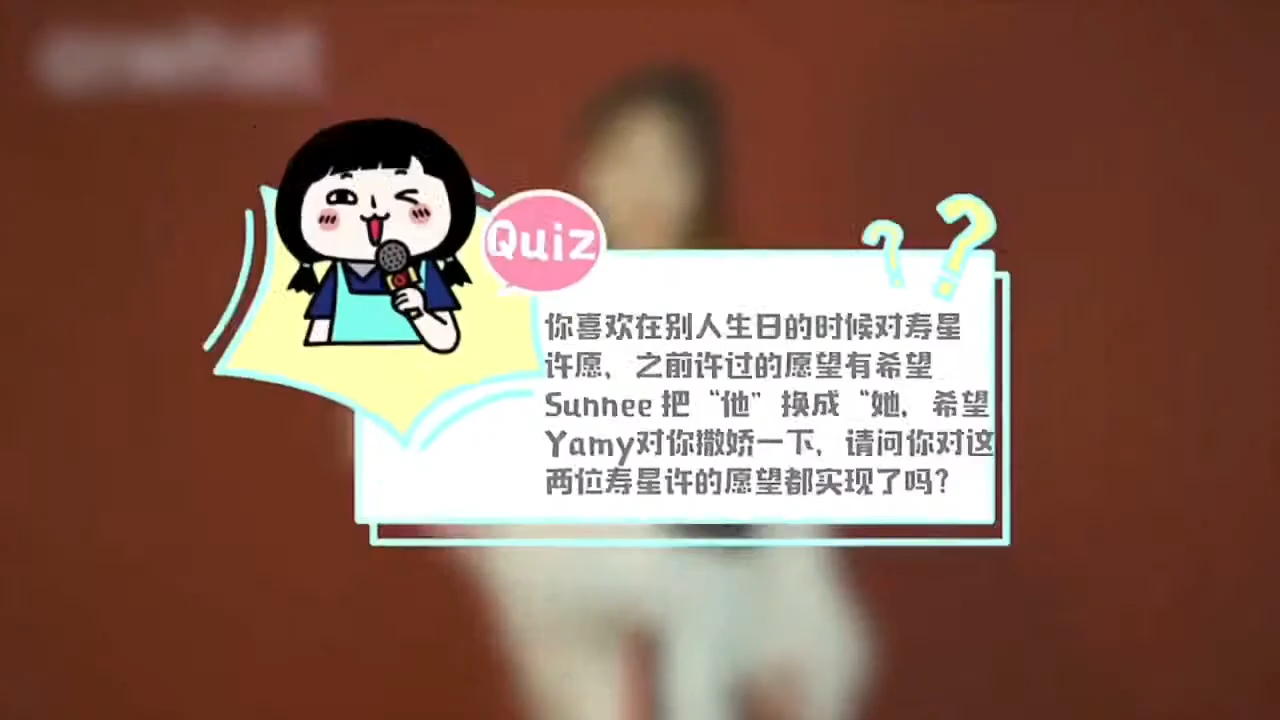 Quiz
你喜欢在别人生日的时候对寿星
许愿，之前许过的愿望有希望
Sunnee 把“他”换成“她，希望
Yamy对你撒娇一下，请问你对这
两位寿星许的愿望都实现了吗？